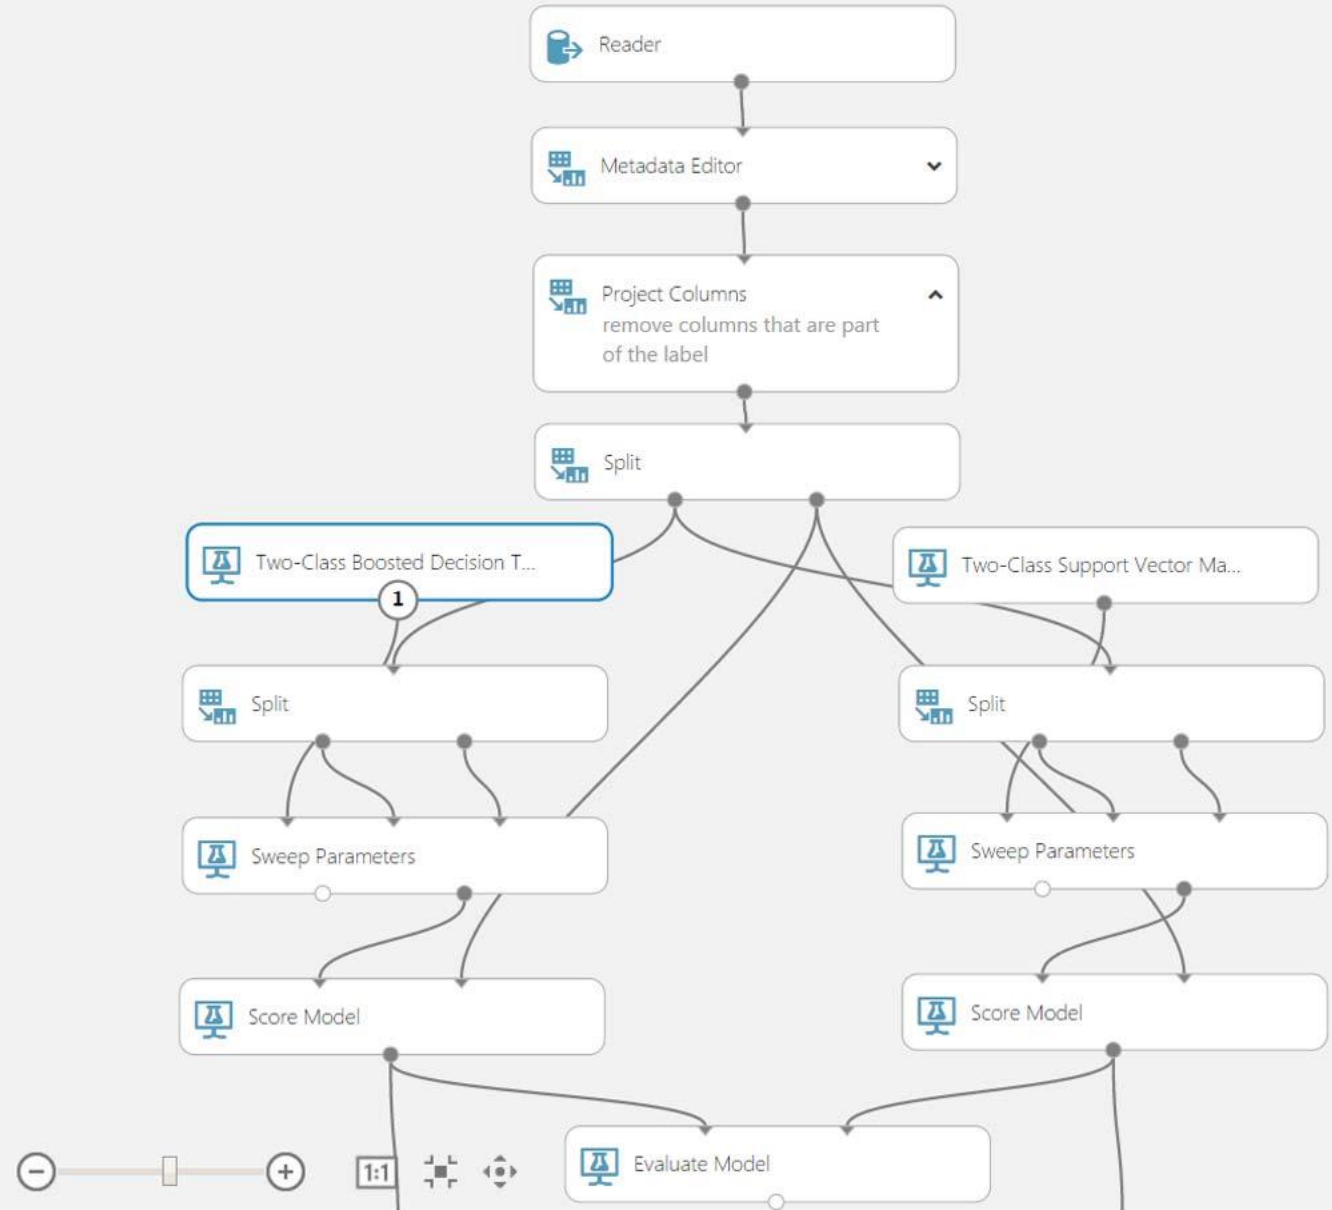 Reader
Metadata Editor
Project Columns
remove columns that are part
of the label
Split
Two-Class Boosted Decision T...
Two-Class Support Vector Ma...
1
Split
Split
Sweep Parameters
Sweep Parameters
Score Model
Score Model
Evaluate Model
1:1